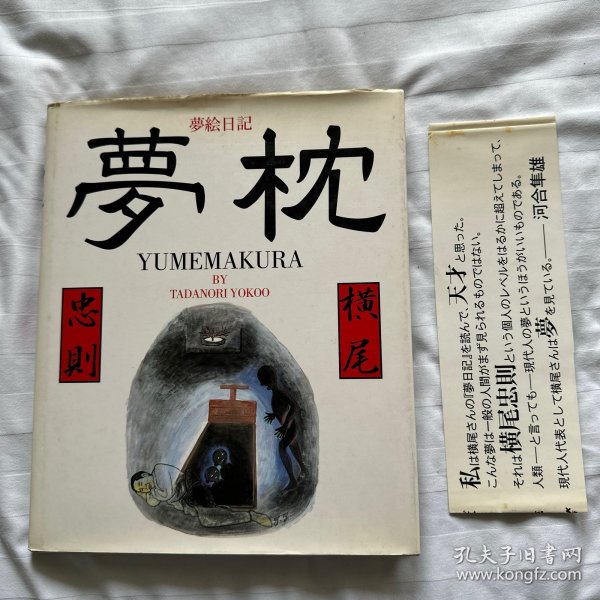 夢絵日記
夢枕
YUMEMAKURA
BY
TADANORI YOKOO
横尾
忠則
私は横尾さんの『夢日記』を読んで、天才と思った。
こんな夢は一般の人間がまず見られるものではない。
それは横尾忠則という個人のレベルをはるかに超えてしまって、
人類――と言っても――現代人の夢というほうがいいものである。
現代人代表として横尾さんは夢を見ている。――河合隼雄
孔夫子旧书网
www.kongfz.com